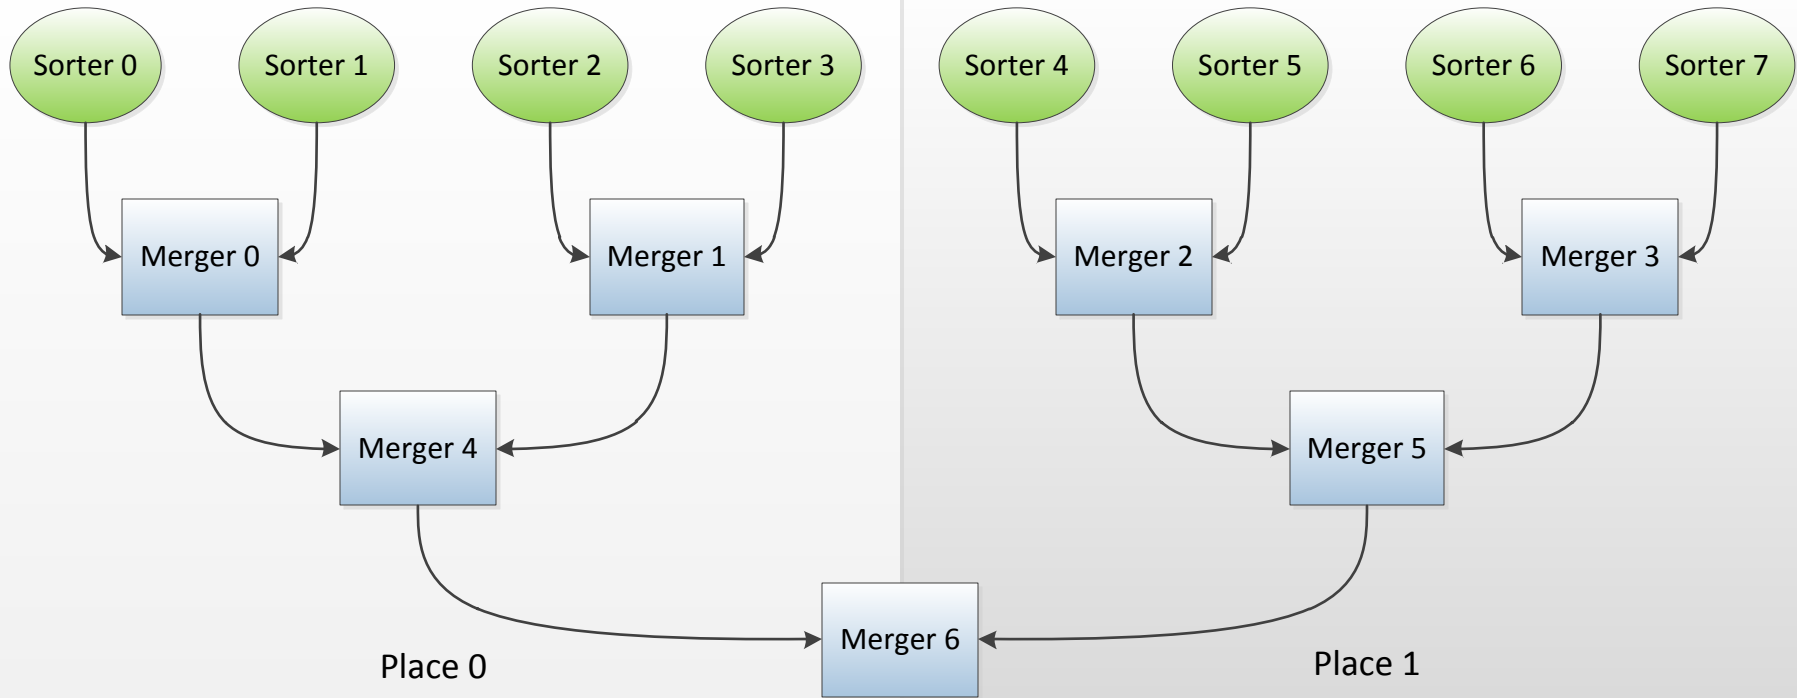 Sorter 0
Sorter 1
Sorter 2
Sorter 3
Sorter 4
Sorter 5
Sorter 6
Sorter 7
Merger 0
Merger 1
Merger 2
Merger 3
Merger 4
Merger 5
Merger 6
Place 0
Place 1